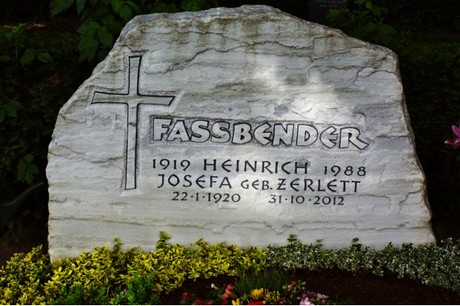 FASSBENDER
1919 HEINRICH 1988
JOSEFA GEB. ZERLETT
22·1·1920 31·10·2012